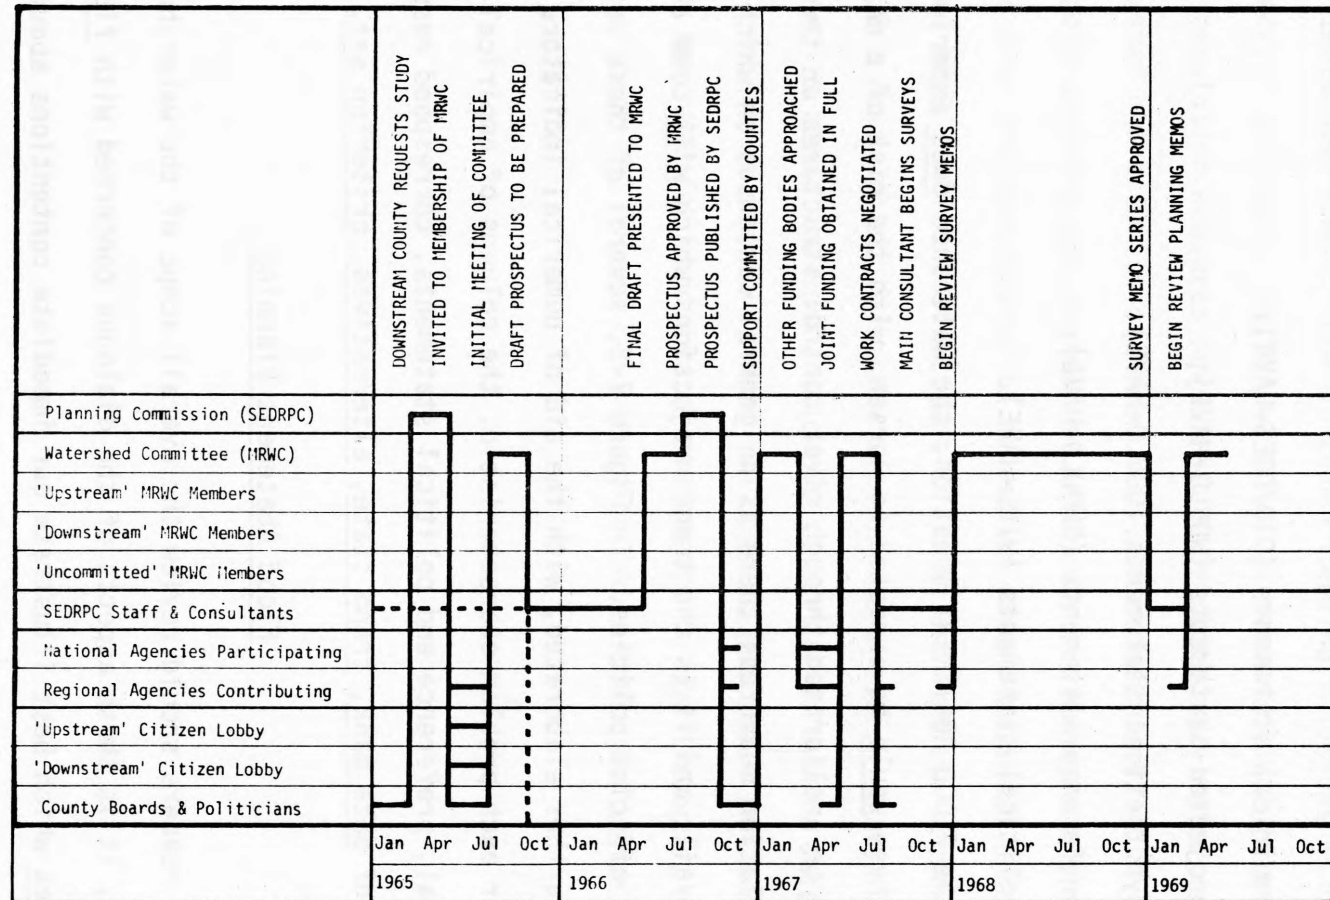 DOWNSTREAM COUNTY REQUESTS STUDY
INVITED TO MEMBERSHIP OF MRWC
INITIAL MEETING OF COMMITTEE
DRAFT PROSPECTUS TO BE PREPARED
FINAL DRAFT PRESENTED TO MRWC
PROSPECTUS APPROVED BY MRWC
PROSPECTUS PUBLISHED BY SEDRPC
SUPPORT COMMITTED BY COUNTIES
OTHER FUNDING BODIES APPROACHED
JOINT FUNDING OBTAINED IN FULL
WORK CONTRACTS NEGOTIATED
MAIN CONSULTANT BEGINS SURVEYS
BEGIN REVIEW SURVEY MEMOS
SURVEY MEMO SERIES APPROVED
BEGIN REVIEW PLANNING MEMOS
Planning Commission (SEDRPC)
Watershed Committee (MRWC)
'Upstream' MRWC Members
'Downstream' MRWC Members
'Uncommitted' MRWC Members
SEDRPC Staff & Consultants
National Agencies Participating
Regional Agencies Contributing
'Upstream' Citizen Lobby
'Downstream' Citizen Lobby
County Boards & Politicians
Jan Apr Jul Oct Jan Apr Jul Oct Jan Apr Jul Oct Jan Apr Jul Oct Jan Apr Jul Oct
1965 1966 1967 1968 1969